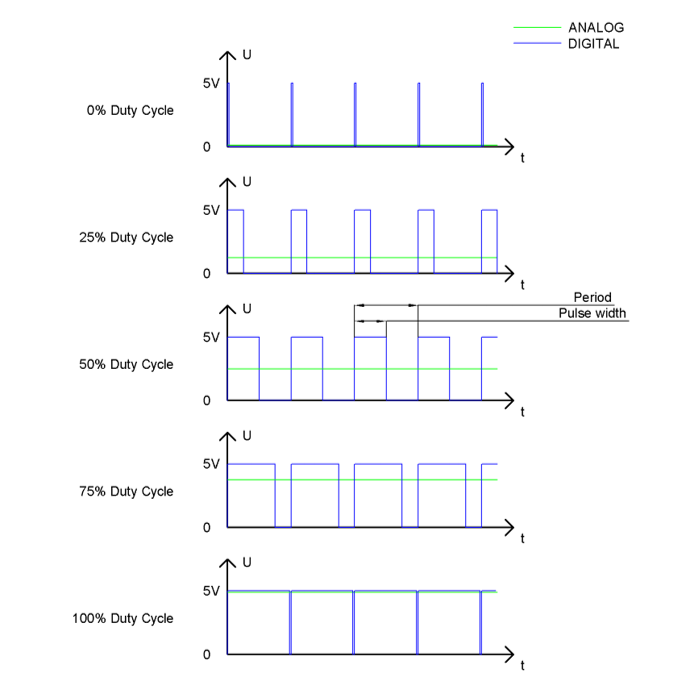 ANALOG
DIGITAL
U
5V
0% Duty Cycle
0
t
U
5V
25% Duty Cycle
0
t
Period
U
Pulse width
5V
50% Duty Cycle
0
t
U
5V
75% Duty Cycle
0
t
U
5V
100% Duty Cycle
0
t